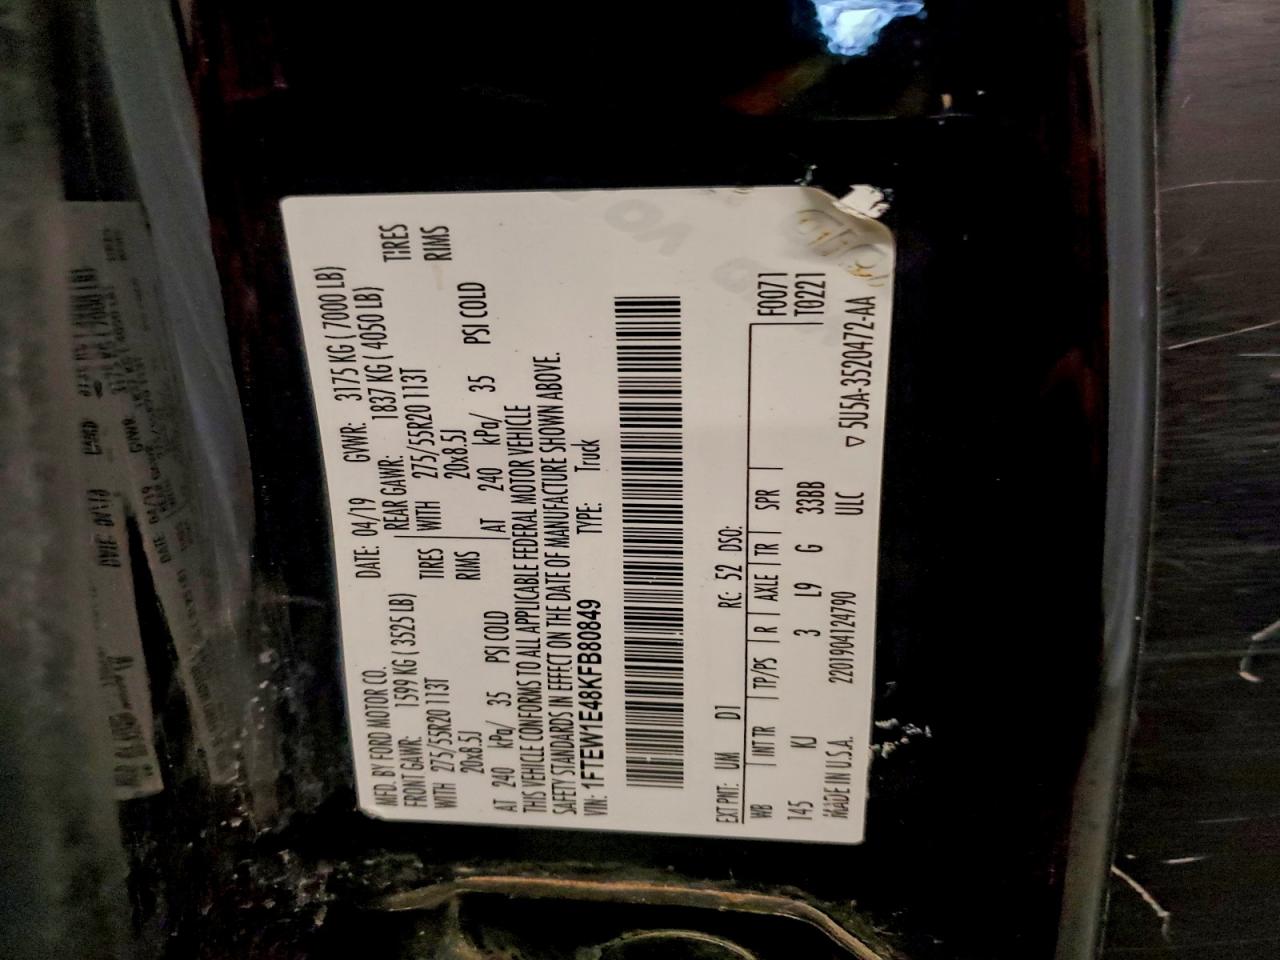 MFD. BY FORD MOTOR CO.
DATE: 04/19 GVWR: 3175 KG ( 7000 LB)
FRONT GAWR: 1599 KG ( 3525 LB) REAR GAWR: 1837 KG ( 4050 LB)
WITH 275/55R20 113T TIRES WITH 275/55R20 113T TIRES
20x8.5J RIMS 20x8.5J RIMS
AT 240 kPa/ 35 PSI COLD AT 240 kPa/ 35 PSI COLD
THIS VEHICLE CONFORMS TO ALL APPLICABLE FEDERAL MOTOR VEHICLE
SAFETY STANDARDS IN EFFECT ON THE DATE OF MANUFACTURE SHOWN ABOVE.
VIN: 1FTEW1E48KFB80849 TYPE: Truck
EXT PNT: UM D1 RC: 52 DSO:
WB INT TR TP/PS R AXLE TR SPR F0071
145 KJ 3 L9 G 33BB T0221
MADE IN U.S.A. 2201904124790 ULC ▽ 5U5A-3520472-AA